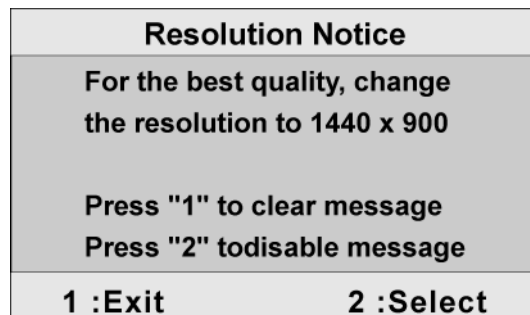 Resolution Notice
For the best quality, change
the resolution to 1440 x 900
Press "1" to clear message
Press "2" todisable message
1 :Exit 2 :Select